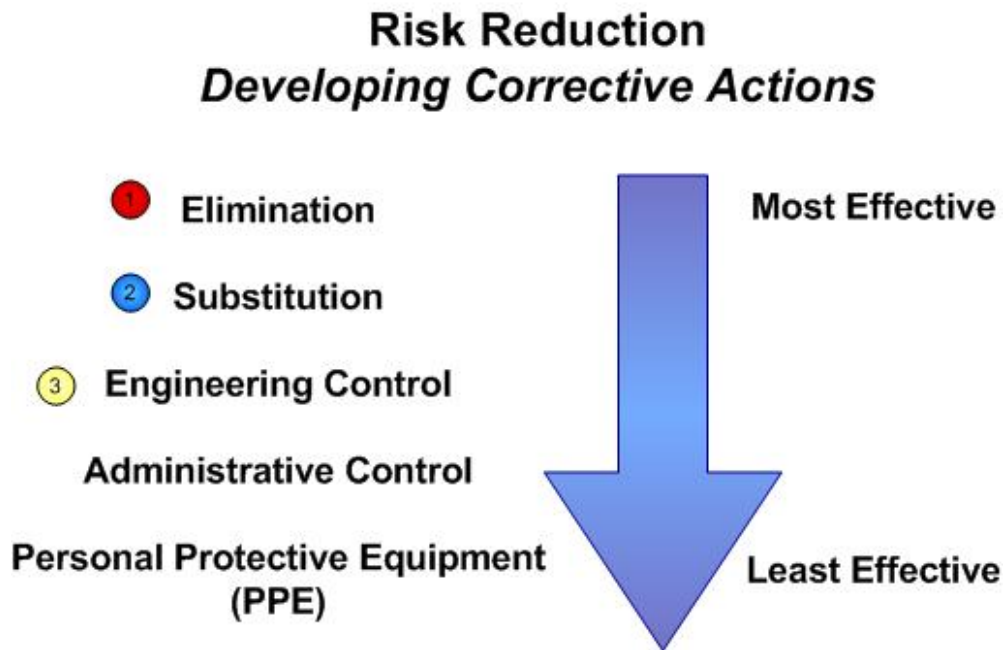 Risk Reduction
Developing Corrective Actions
1 Elimination
Most Effective
2 Substitution
3 Engineering Control
Administrative Control
Personal Protective Equipment
(PPE)
Least Effective